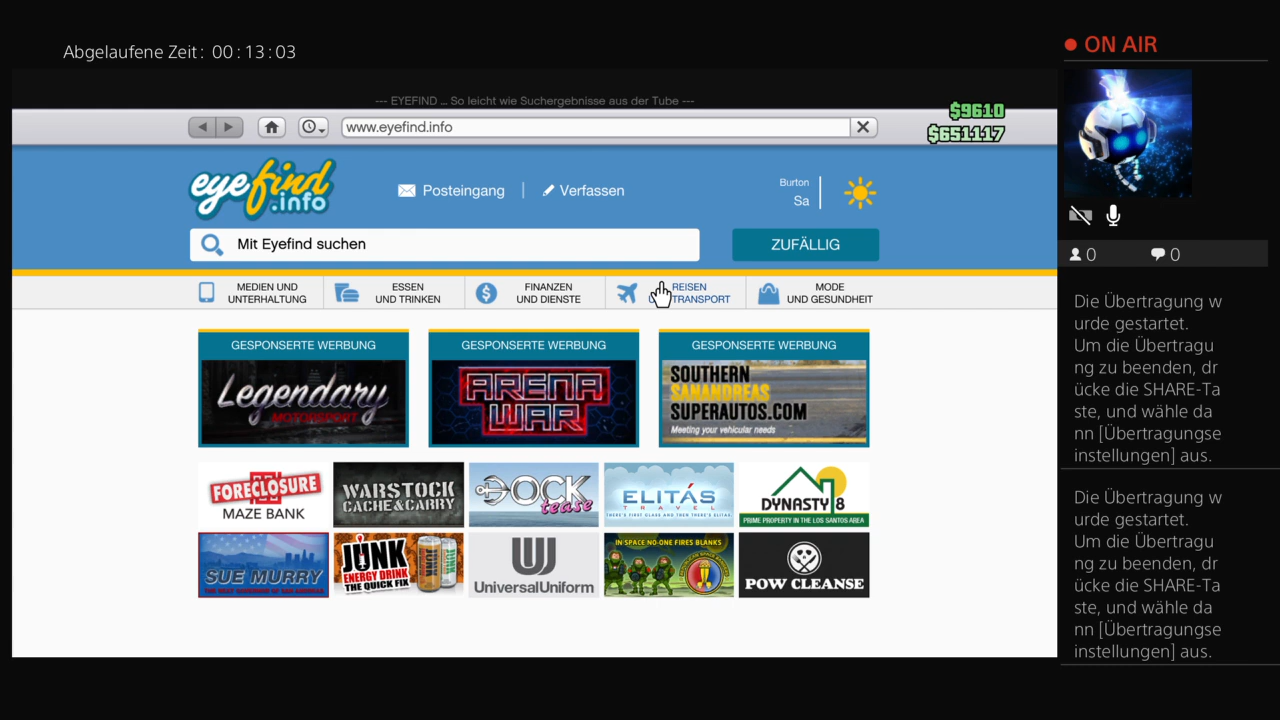 Abgelaufene Zeit: 00:13:03
ON AIR
--- EYEFIND ... So leicht wie Suchergebnisse aus der Tube ---
www.eyefind.info
$9610
$651117
eyefind
.info
Posteingang
Verfassen
Burton
Sa
Mit Eyefind suchen
ZUFÄLLIG
MEDIEN UND
UNTERHALTUNG
ESSEN
UND TRINKEN
FINANZEN
UND DIENSTE
REISEN
TRANSPORT
MODE
UND GESUNDHEIT
GESPONSERTE WERBUNG
GESPONSERTE WERBUNG
GESPONSERTE WERBUNG
Legendary
MOTORSPORT
ARENA
WAR
SOUTHERN
SANANDREAS
SUPERAUTOS.COM
Meeting your vehicular needs
FORECLOSURE
MAZE BANK
WARSTOCK
CACHE&CARRY
DOCK
tease
ELITÁS
TRAVEL
THERE'S FIRST CLASS AND THEN THERE'S ELITÁS
DYNASTY 8
PRIME PROPERTY IN THE LOS SANTOS AREA
SUE MURRY
JUNK
ENERGY DRINK
THE QUICK FIX
UniversalUniform
IN SPACE NO-ONE FIRES BLANKS
POW CLEANSE
0
0
Die Übertragung w
urde gestartet.
Um die Übertragu
ng zu beenden, dr
ücke die SHARE-Ta
ste, und wähle da
nn [Übertragungse
instellungen] aus.
Die Übertragung w
urde gestartet.
Um die Übertragu
ng zu beenden, dr
ücke die SHARE-Ta
ste, und wähle da
nn [Übertragungse
instellungen] aus.